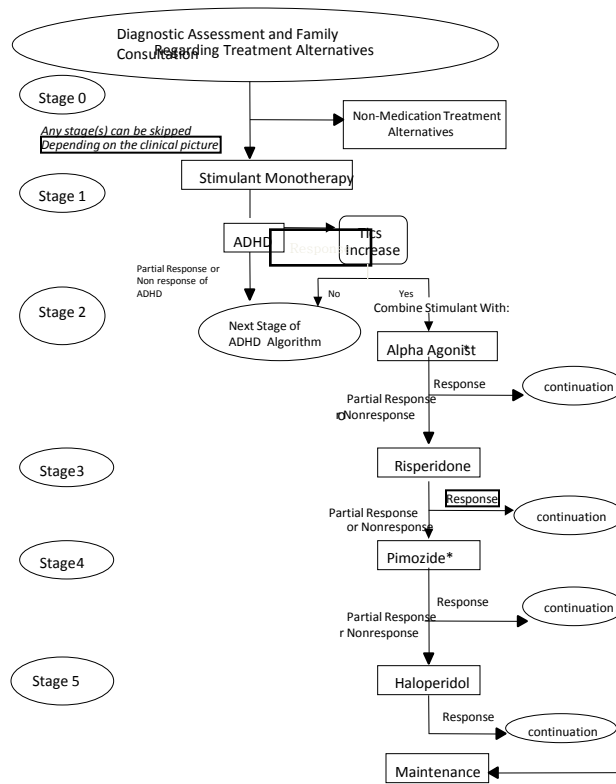 Diagnostic Assessment and Family
Consultation
Regarding Treatment Alternatives
Stage 0
Non-Medication Treatment
Alternatives
Any stage(s) can be skipped
Depending on the clinical picture
Stimulant Monotherapy
Stage 1
ADHD
Response
Tics
Increase
Partial Response or
Non response of
ADHD
No
Yes
Combine Stimulant With:
Stage 2
Next Stage of
ADHD Algorithm
Alpha Agonist*
Response
continuation
Partial Response
or Nonresponse
Stage3
Risperidone
Response
continuation
Partial Response
or Nonresponse
Stage4
Pimozide*
Response
continuation
Partial Response
r Nonresponse
Stage 5
Haloperidol
Response
continuation
Maintenance